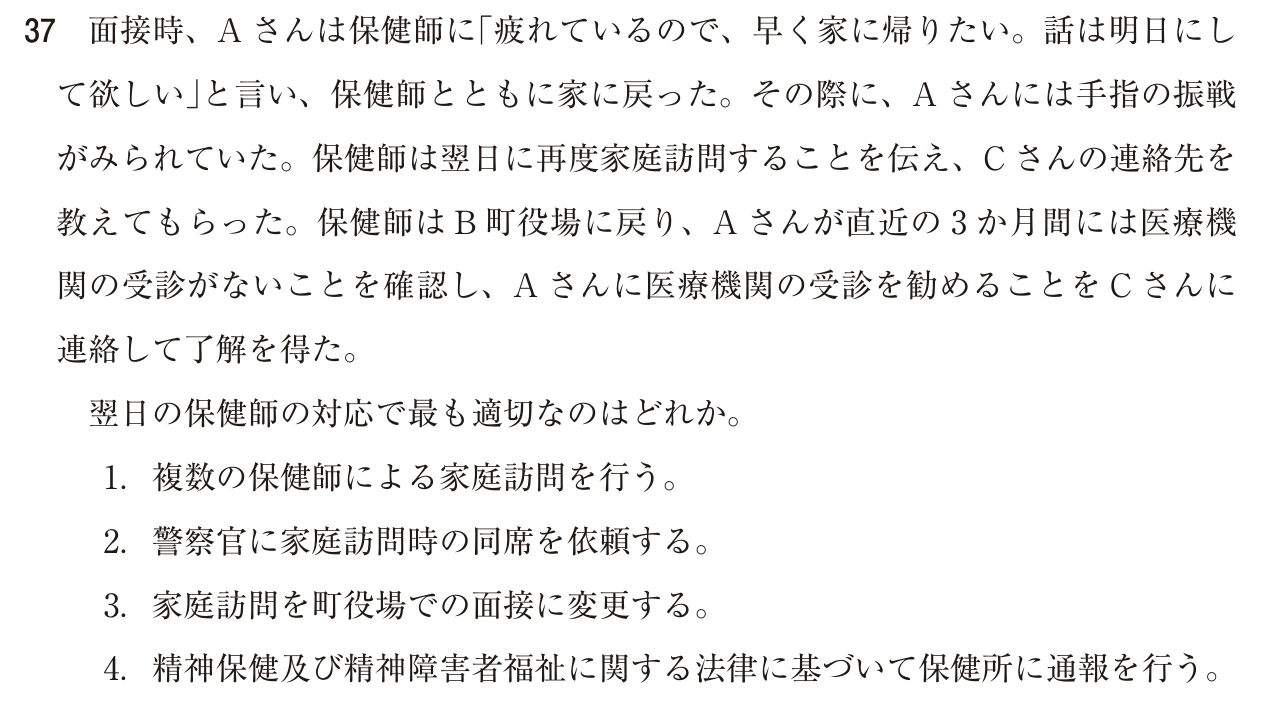 37　面接時、A さんは保健師に「疲れているので、早く家に帰りたい。話は明日にし
て欲しい」と言い、保健師とともに家に戻った。その際に、A さんには手指の振戦
がみられていた。保健師は翌日に再度家庭訪問することを伝え、C さんの連絡先を
教えてもらった。保健師は B 町役場に戻り、A さんが直近の 3 か月間には医療機
関の受診がないことを確認し、A さんに医療機関の受診を勧めることを C さんに
連絡して了解を得た。
翌日の保健師の対応で最も適切なのはどれか。
1. 複数の保健師による家庭訪問を行う。
2. 警察官に家庭訪問時の同席を依頼する。
3. 家庭訪問を町役場での面接に変更する。
4. 精神保健及び精神障害者福祉に関する法律に基づいて保健所に通報を行う。